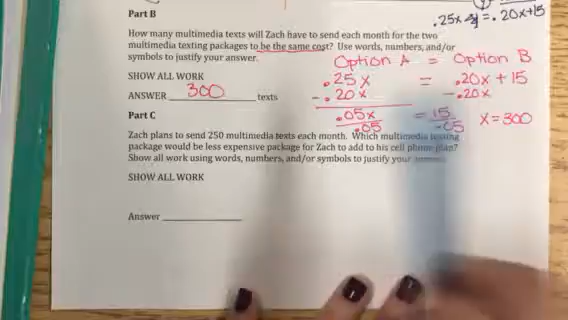 .25x = .20x+15
Part B
How many multimedia texts will Zach have to send each month for the two
multimedia texting packages to be the same cost? Use words, numbers, and/or
symbols to justify your answer.
Option A = Option B
SHOW ALL WORK
.25x = .20x + 15
ANSWER 300 texts
-.20x -.20x
Part C
.05x = 15 x=300
.05 .05
Zach plans to send 250 multimedia texts each month. Which multimedia texting
package would be less expensive package for Zach to add to his cell phone plan?
Show all work using words, numbers, and/or symbols to justify your answer.
SHOW ALL WORK
Answer